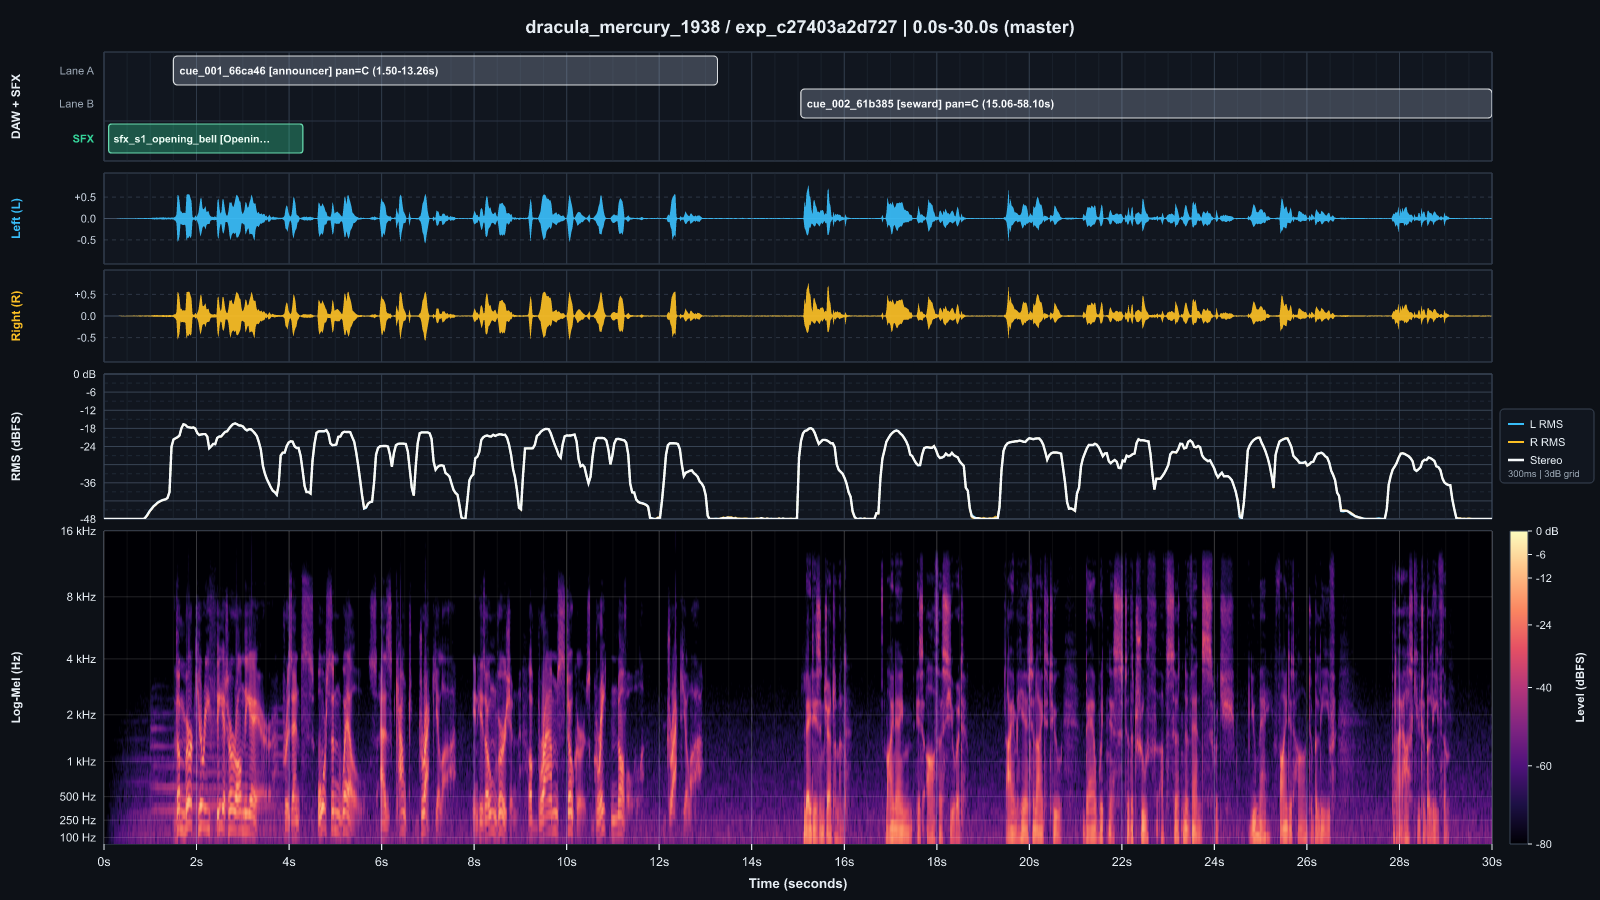 dracula_mercury_1938 / exp_c27403a2d727 | 0.0s-30.0s (master)
DAW + SFX
Lane A
cue_001_66ca46 [announcer] pan=C (1.50-13.26s)
Lane B
cue_002_61b385 [seward] pan=C (15.06-58.10s)
SFX
sfx_s1_opening_bell [Openin...
Left (L)
+0.5
0.0
-0.5
Right (R)
+0.5
0.0
-0.5
RMS (dBFS)
0 dB
-6
-12
-18
-24
-36
-48
L RMS
R RMS
Stereo
300ms | 3dB grid
Log-Mel (Hz)
16 kHz
8 kHz
4 kHz
2 kHz
1 kHz
500 Hz
250 Hz
100 Hz
0 dB
-6
-12
-24
-40
-60
-80
Level (dBFS)
0s 2s 4s 6s 8s 10s 12s 14s 16s 18s 20s 22s 24s 26s 28s 30s
Time (seconds)